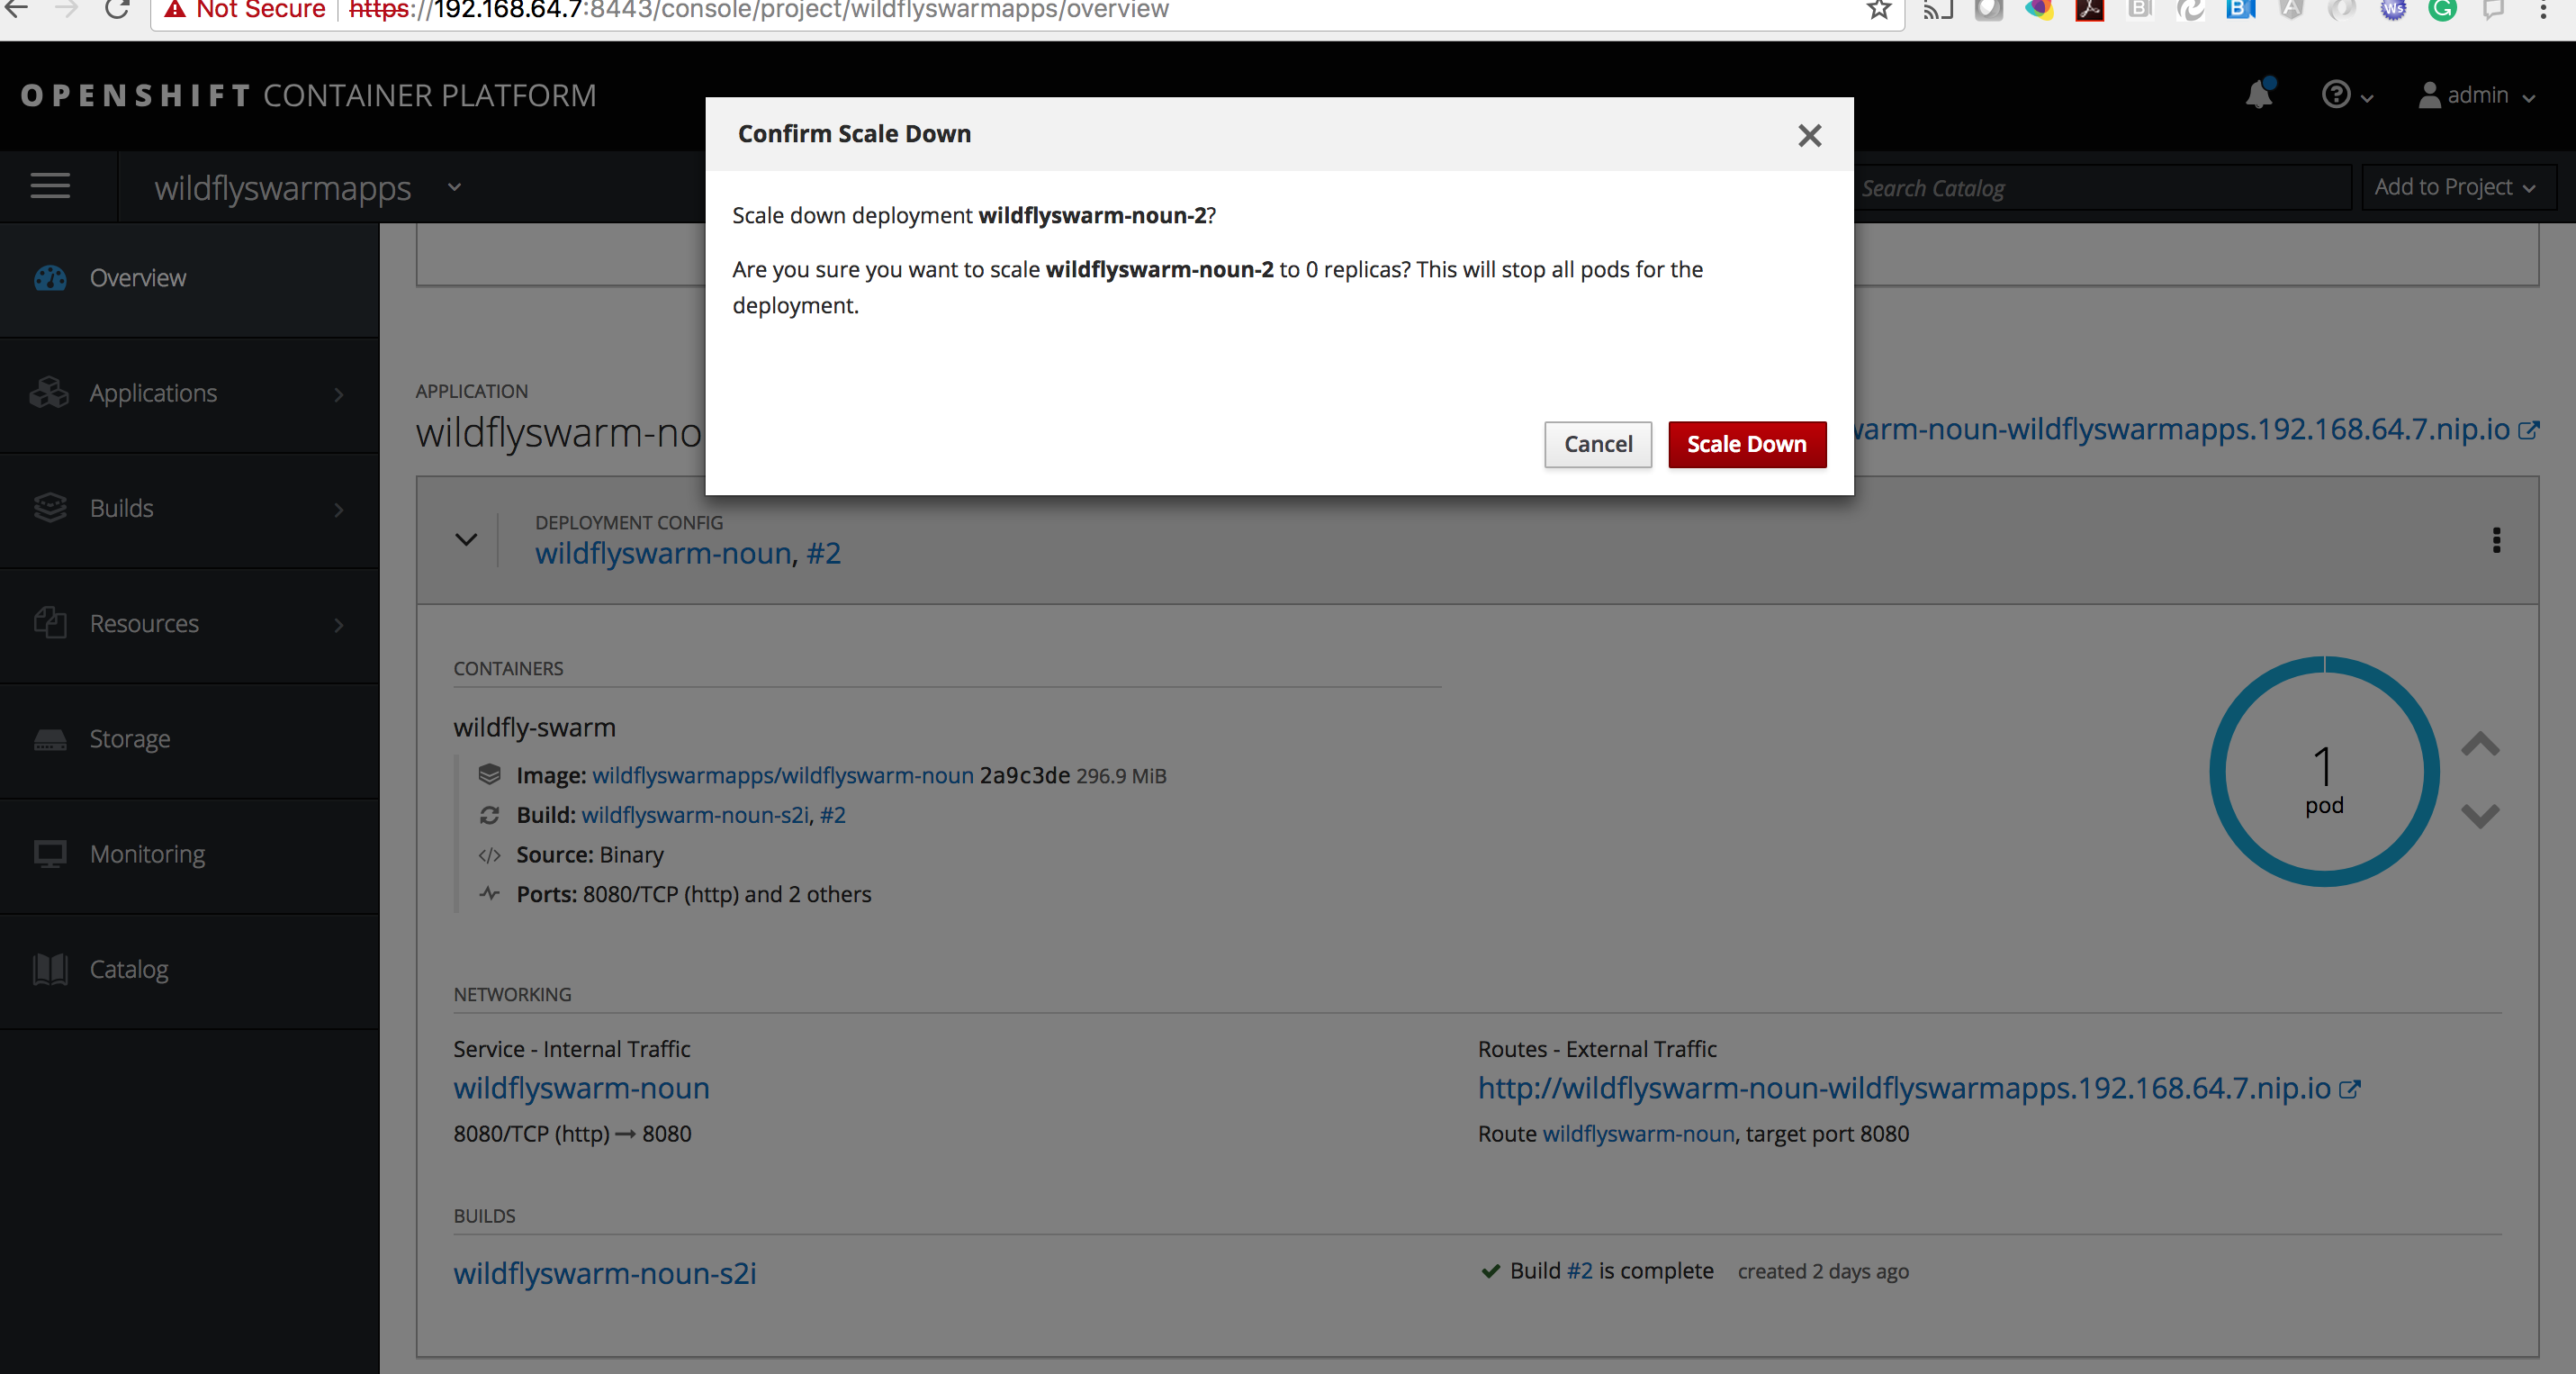 Not Secure | https://192.168.64.7:8443/console/project/wildflyswarmapps/overview
OPENSHIFT CONTAINER PLATFORM
admin
wildflyswarmapps
Search Catalog
Add to Project
Confirm Scale Down
Scale down deployment wildflyswarm-noun-2?
Are you sure you want to scale wildflyswarm-noun-2 to 0 replicas? This will stop all pods for the
deployment.
Cancel
Scale Down
Overview
Applications
Builds
Resources
Storage
Monitoring
Catalog
APPLICATION
wildflyswarm-no
warm-noun-wildflyswarmapps.192.168.64.7.nip.io
DEPLOYMENT CONFIG
wildflyswarm-noun, #2
CONTAINERS
wildfly-swarm
Image: wildflyswarmapps/wildflyswarm-noun 2a9c3de 296.9 MiB
Build: wildflyswarm-noun-s2i, #2
Source: Binary
Ports: 8080/TCP (http) and 2 others
1
pod
NETWORKING
Service - Internal Traffic
wildflyswarm-noun
8080/TCP (http) → 8080
Routes - External Traffic
http://wildflyswarm-noun-wildflyswarmapps.192.168.64.7.nip.io
Route wildflyswarm-noun, target port 8080
BUILDS
wildflyswarm-noun-s2i
Build #2 is complete created 2 days ago